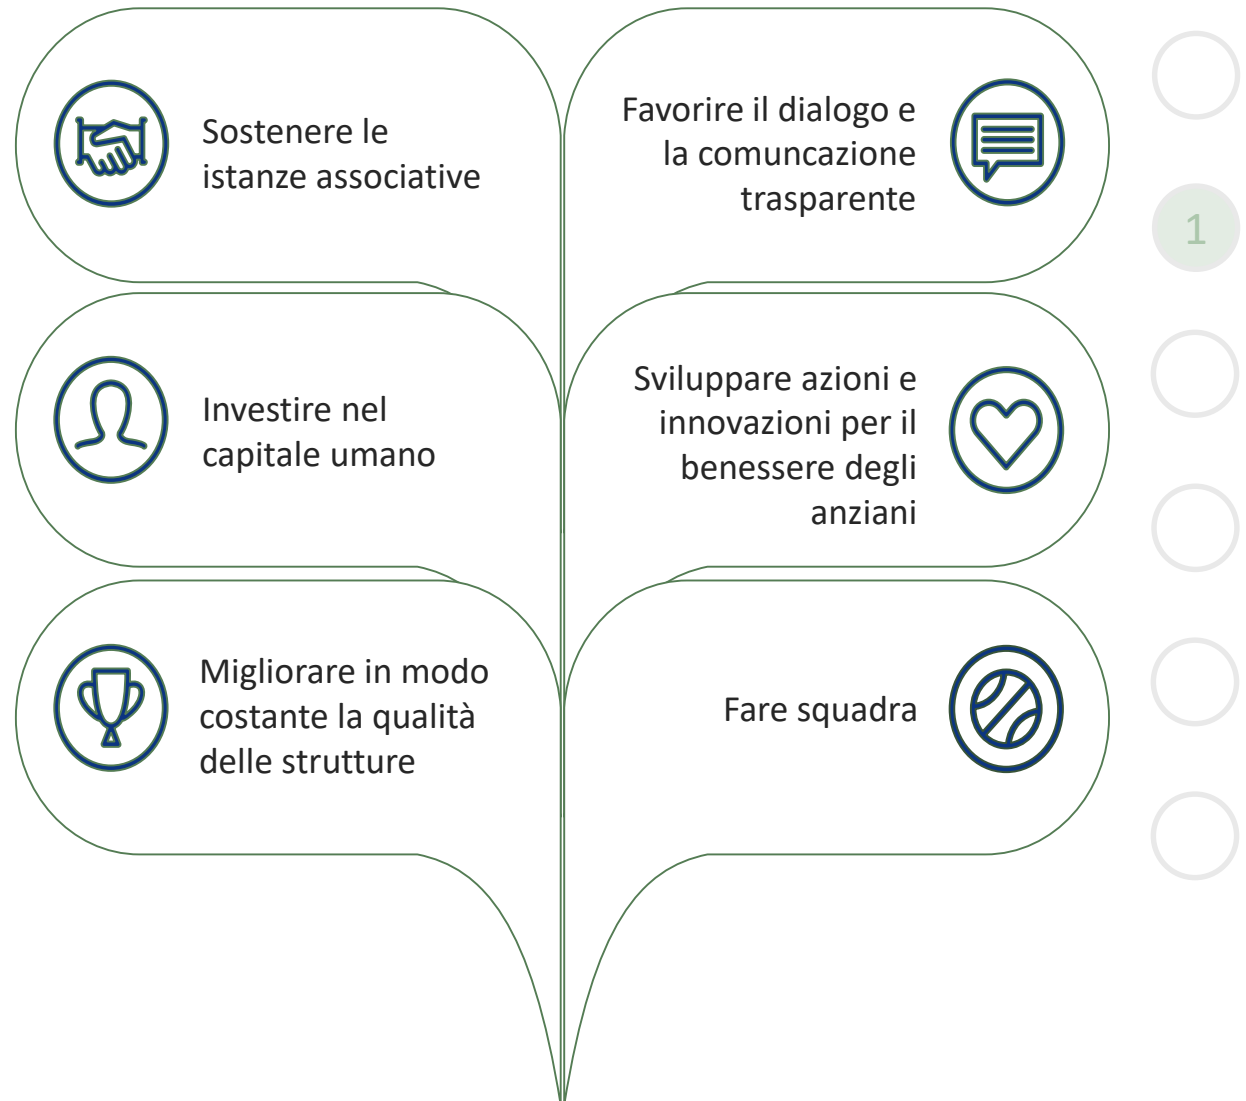 Sostenere le
istanze associative
Favorire il dialogo e
la comuncazione
trasparente
1
Investire nel
capitale umano
Sviluppare azioni e
innovazioni per il
benessere degli
anziani
Migliorare in modo
costante la qualità
delle strutture
Fare squadra